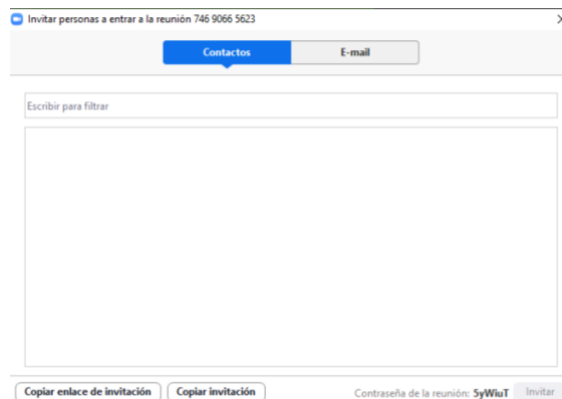 Invitar personas a entrar a la reunión 746 9066 5623
Contactos
E-mail
Escribir para filtrar
Copiar enlace de invitación
Copiar invitación
Contraseña de la reunión: 5yWiuT
Invitar